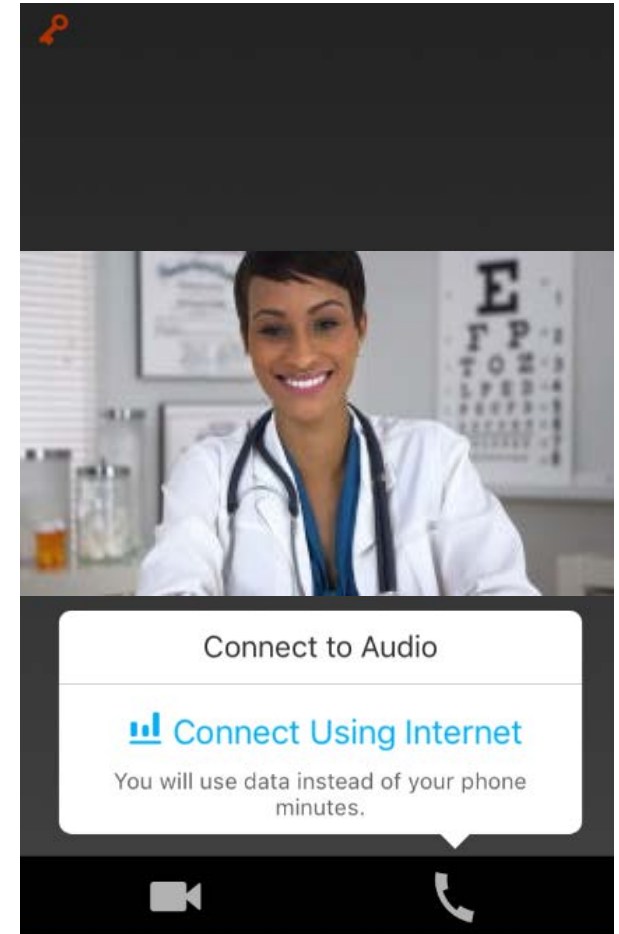 E
F P
T O Z
L P E D
P E C F D
Connect to Audio
Connect Using Internet
You will use data instead of your phone
minutes.